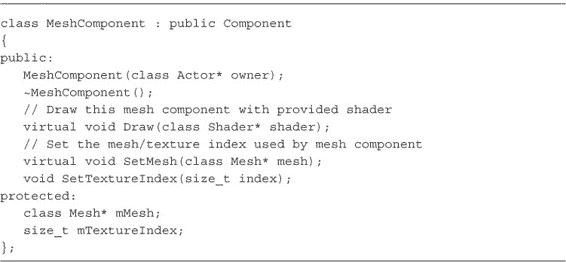 class MeshComponent : public Component
{
public:
   MeshComponent(class Actor* owner);
   ~MeshComponent();
   // Draw this mesh component with provided shader
   virtual void Draw(class Shader* shader);
   // Set the mesh/texture index used by mesh component
   virtual void SetMesh(class Mesh* mesh);
   void SetTextureIndex(size_t index);
protected:
   class Mesh* mMesh;
   size_t mTextureIndex;
};